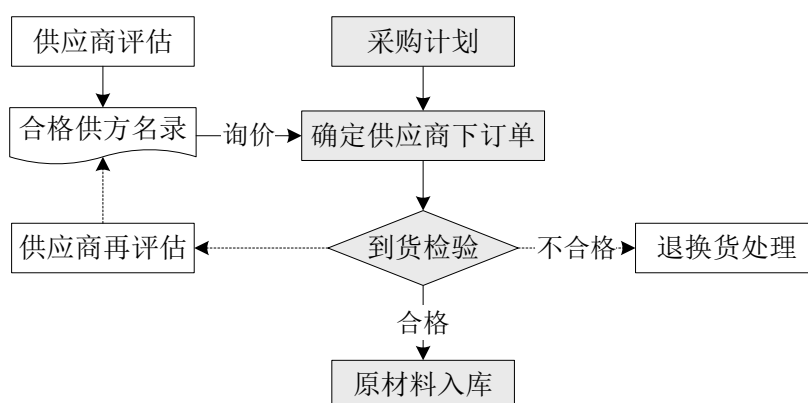 供应商评估
采购计划
合格供方名录
询价
确定供应商下订单
供应商再评估
到货检验
不合格
退换货处理
合格
原材料入库